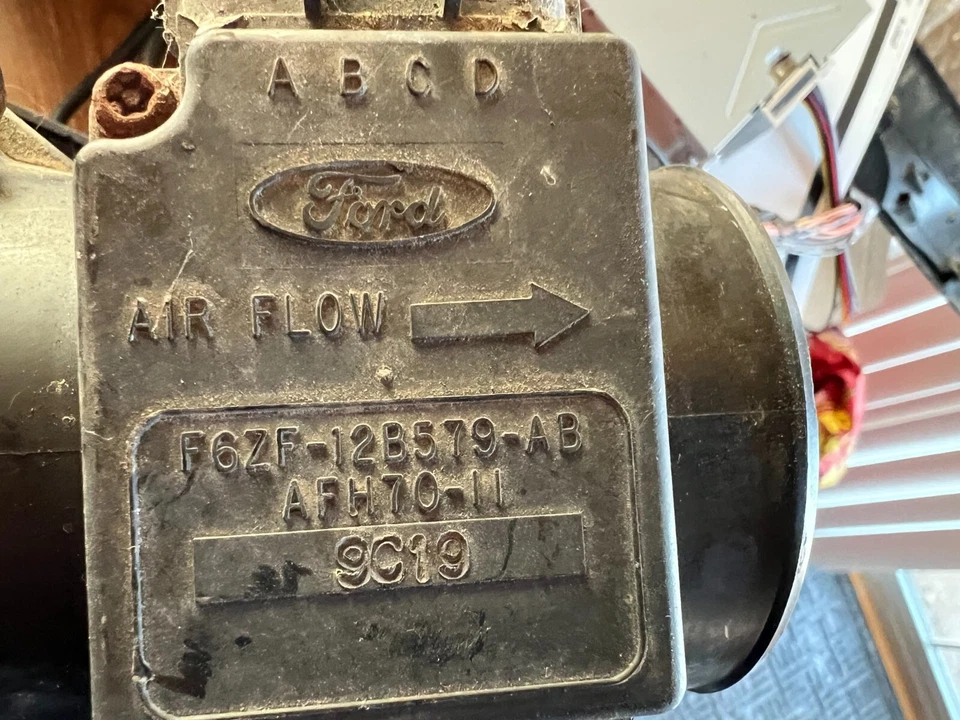 A B C D
Ford
AIR FLOW
F6ZF-12B579-AB
AFH70-11
9C19